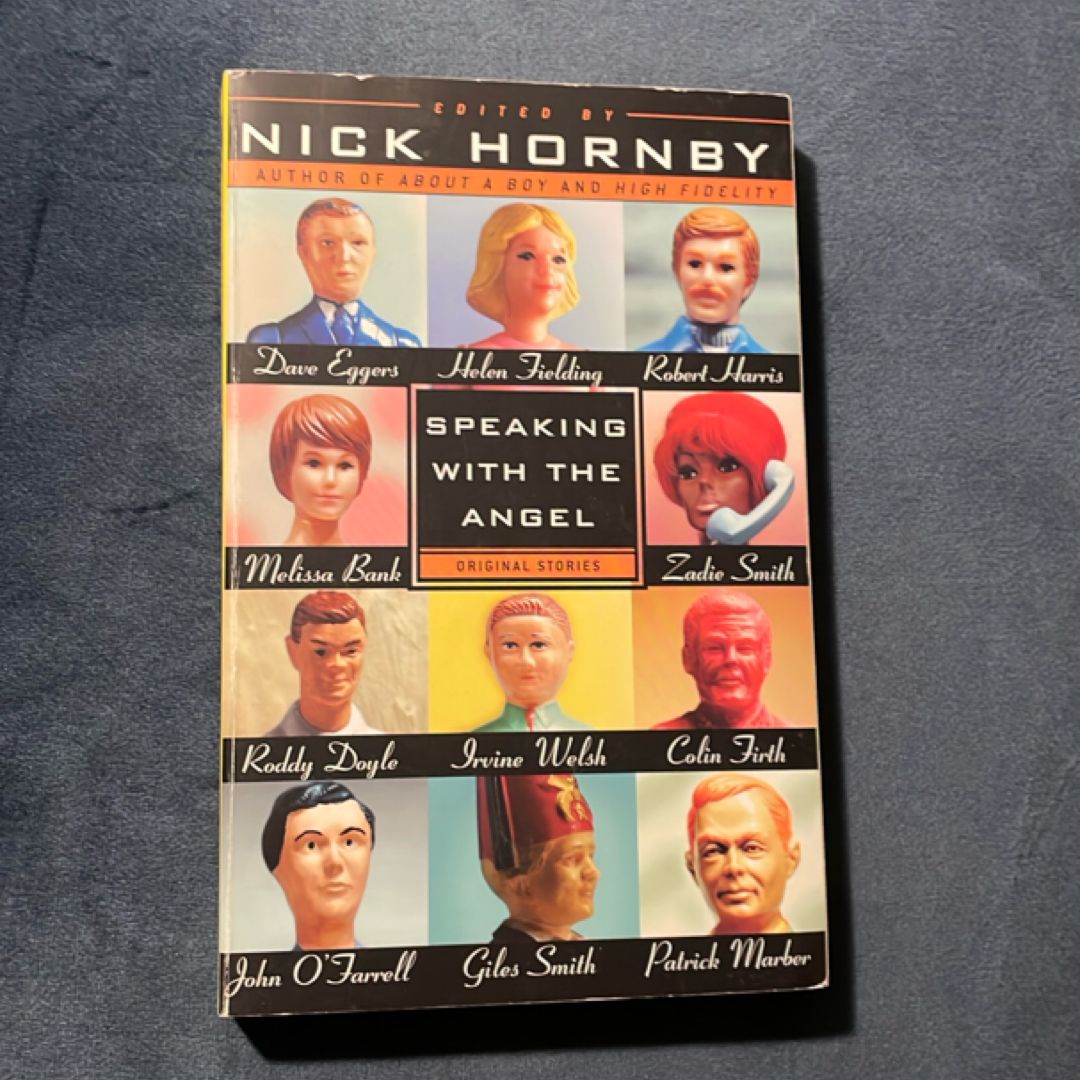 EDITED BY
NICK HORNBY
AUTHOR OF ABOUT A BOY AND HIGH FIDELITY
Dave Eggers Helen Fielding Robert Harris
SPEAKING
WITH THE
ANGEL
ORIGINAL STORIES
Melissa Bank Zadie Smith
Roddy Doyle Irvine Welsh Colin Firth
John O'Farrell Giles Smith Patrick Marber